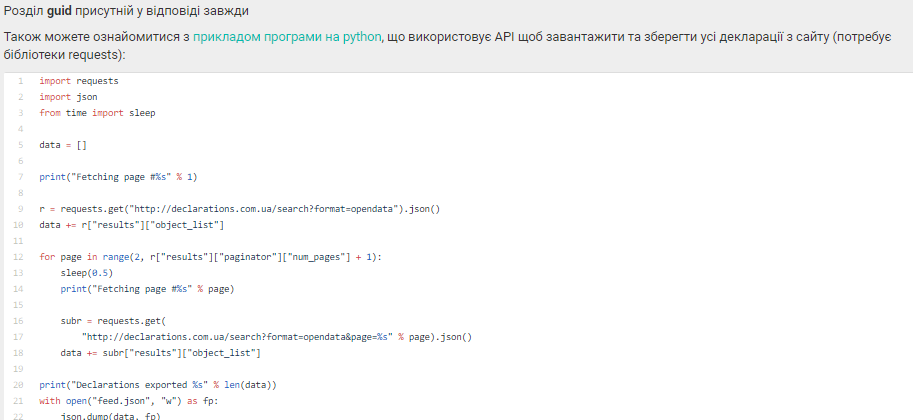 Розділ guid присутній у відповіді завжди
Також можете ознайомитися з прикладом програми на python, що використовує API щоб завантажити та зберегти усі декларації з сайту (потребує
бібліотеки requests):
1 import requests
2 import json
3 from time import sleep
4
5 data = []
6
7 print("Fetching page #%s" % 1)
8
9 r = requests.get("http://declarations.com.ua/search?format=opendata").json()
10 data += r["results"]["object_list"]
11
12 for page in range(2, r["results"]["paginator"]["num_pages"] + 1):
13     sleep(0.5)
14     print("Fetching page #%s" % page)
15
16     subr = requests.get(
17         "http://declarations.com.ua/search?format=opendata&page=%s" % page).json()
18     data += subr["results"]["object_list"]
19
20 print("Declarations exported %s" % len(data))
21 with open("feed.json", "w") as fp:
22     json.dump(data, fp)